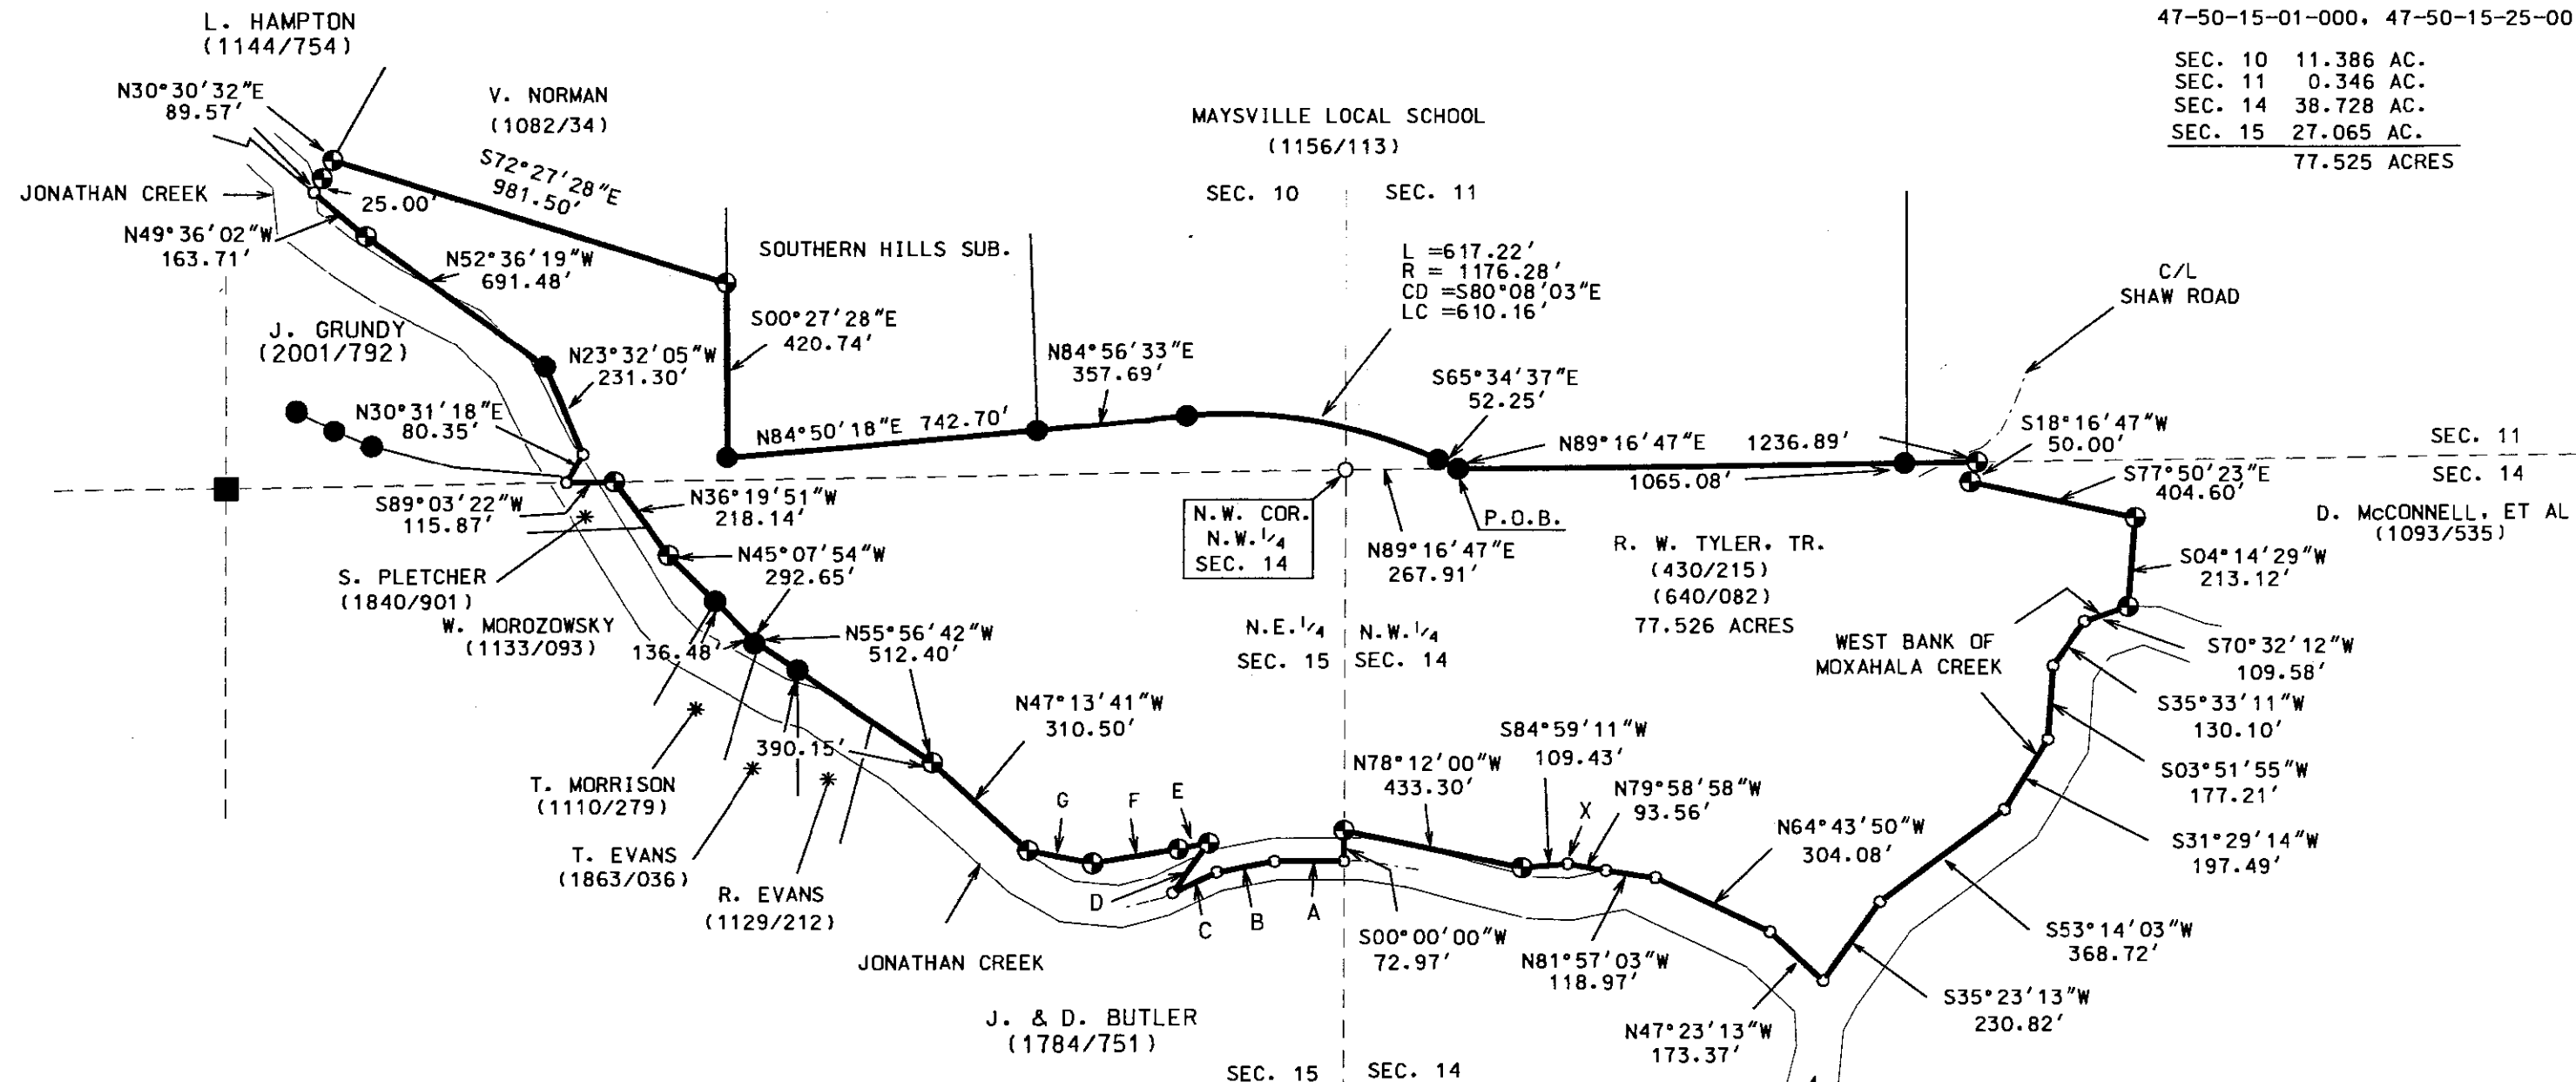 47-50-15-01-000, 47-50-15-25-00
SEC. 10 11.386 AC.
SEC. 11 0.346 AC.
SEC. 14 38.728 AC.
SEC. 15 27.065 AC.
77.525 ACRES
L. HAMPTON
(1144/754)
N30°30'32"E
89.57'
V. NORMAN
(1082/34)
S72°27'28"E
981.50'
MAYSVILLE LOCAL SCHOOL
(1156/113)
SEC. 10
SEC. 11
JONATHAN CREEK
25.00'
N49°36'02"W
163.71'
N52°36'19"W
691.48'
SOUTHERN HILLS SUB.
L =617.22'
R = 1176.28'
CD =S80°08'03"E
LC =610.16'
C/L
SHAW ROAD
J. GRUNDY
(2001/792)
S00°27'28"E
420.74'
N23°32'05"W
231.30'
N84°56'33"E
357.69'
S65°34'37"E
52.25'
N30°31'18"E
80.35'
N84°50'18"E 742.70'
N89°16'47"E 1236.89'
S18°16'47"W
50.00'
SEC. 11
SEC. 14
1065.08'
S77°50'23"E
404.60'
S89°03'22"W
115.87'
N36°19'51"W
218.14'
N.W. COR.
N.W.1/4
SEC. 14
P.O.B.
N89°16'47"E
267.91'
R. W. TYLER, TR.
(430/215)
(640/082)
77.526 ACRES
D. McCONNELL, ET AL
(1093/535)
N45°07'54"W
292.65'
S04°14'29"W
213.12'
S. PLETCHER
(1840/901)
W. MOROZOWSKY
(1133/093)
136.48'
N55°56'42"W
512.40'
N.E.1/4
N.W.1/4
SEC. 15
SEC. 14
WEST BANK OF
MOXAHALA CREEK
S70°32'12"W
109.58'
S35°33'11"W
130.10'
N47°13'41"W
310.50'
S84°59'11"W
109.43'
N78°12'00"W
433.30'
390.15'
S03°51'55"W
177.21'
T. MORRISON
(1110/279)
G
F
E
X
N79°58'58"W
93.56'
N64°43'50"W
304.08'
S31°29'14"W
197.49'
T. EVANS
(1863/036)
R. EVANS
(1129/212)
D
C
B
A
S00°00'00"W
72.97'
N81°57'03"W
118.97'
S53°14'03"W
368.72'
JONATHAN CREEK
S35°23'13"W
230.82'
J. & D. BUTLER
(1784/751)
N47°23'13"W
173.37'
SEC. 15
SEC. 14